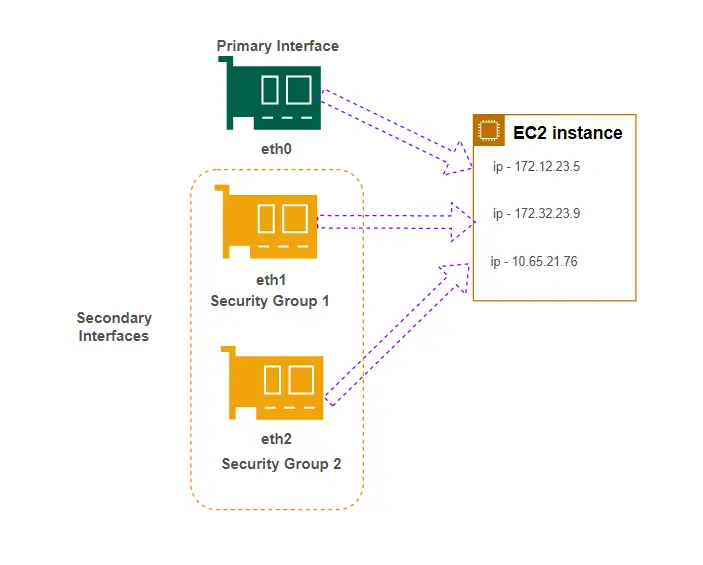 Primary Interface
eth0
EC2 instance
ip - 172.12.23.5
ip - 172.32.23.9
ip - 10.65.21.76
eth1
Security Group 1
Secondary
Interfaces
eth2
Security Group 2